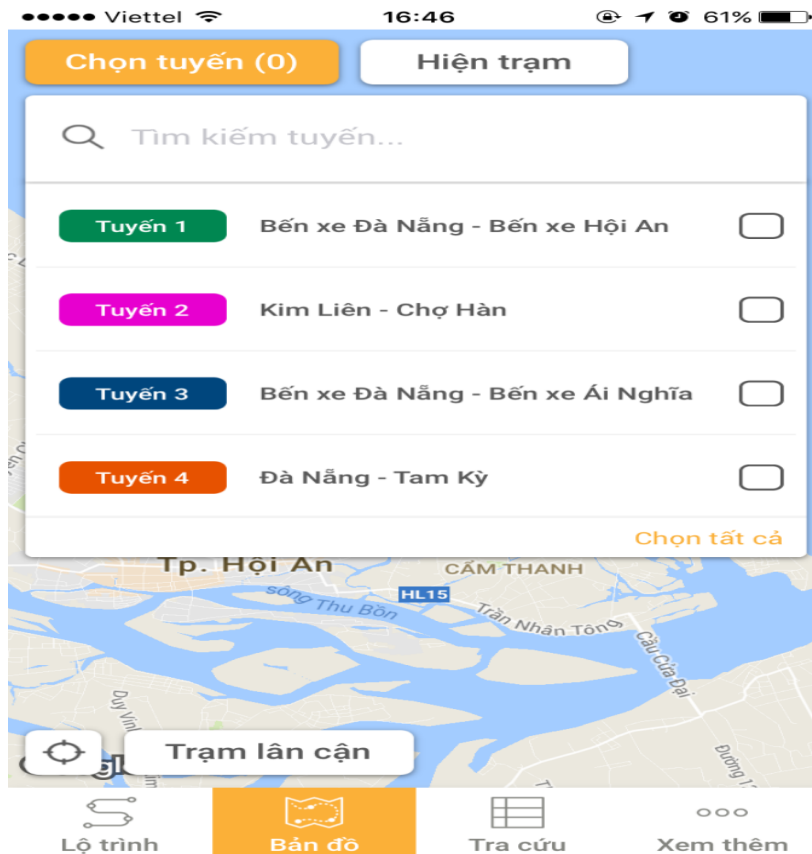 Viettel 16:46 61%
Chọn tuyến (0) Hiện trạm
Tìm kiếm tuyến...
Tuyến 1 Bến xe Đà Nẵng - Bến xe Hội An
Tuyến 2 Kim Liên - Chợ Hàn
Tuyến 3 Bến xe Đà Nẵng - Bến xe Ái Nghĩa
Tuyến 4 Đà Nẵng - Tam Kỳ
Chọn tất cả
Tp. Hội An
CẨM THANH
HL15
sông Thu Bồn
Trần Nhân Tông
Cầu Cửa Đại
Trạm lân cận
Lộ trình Bản đồ Tra cứu Xem thêm